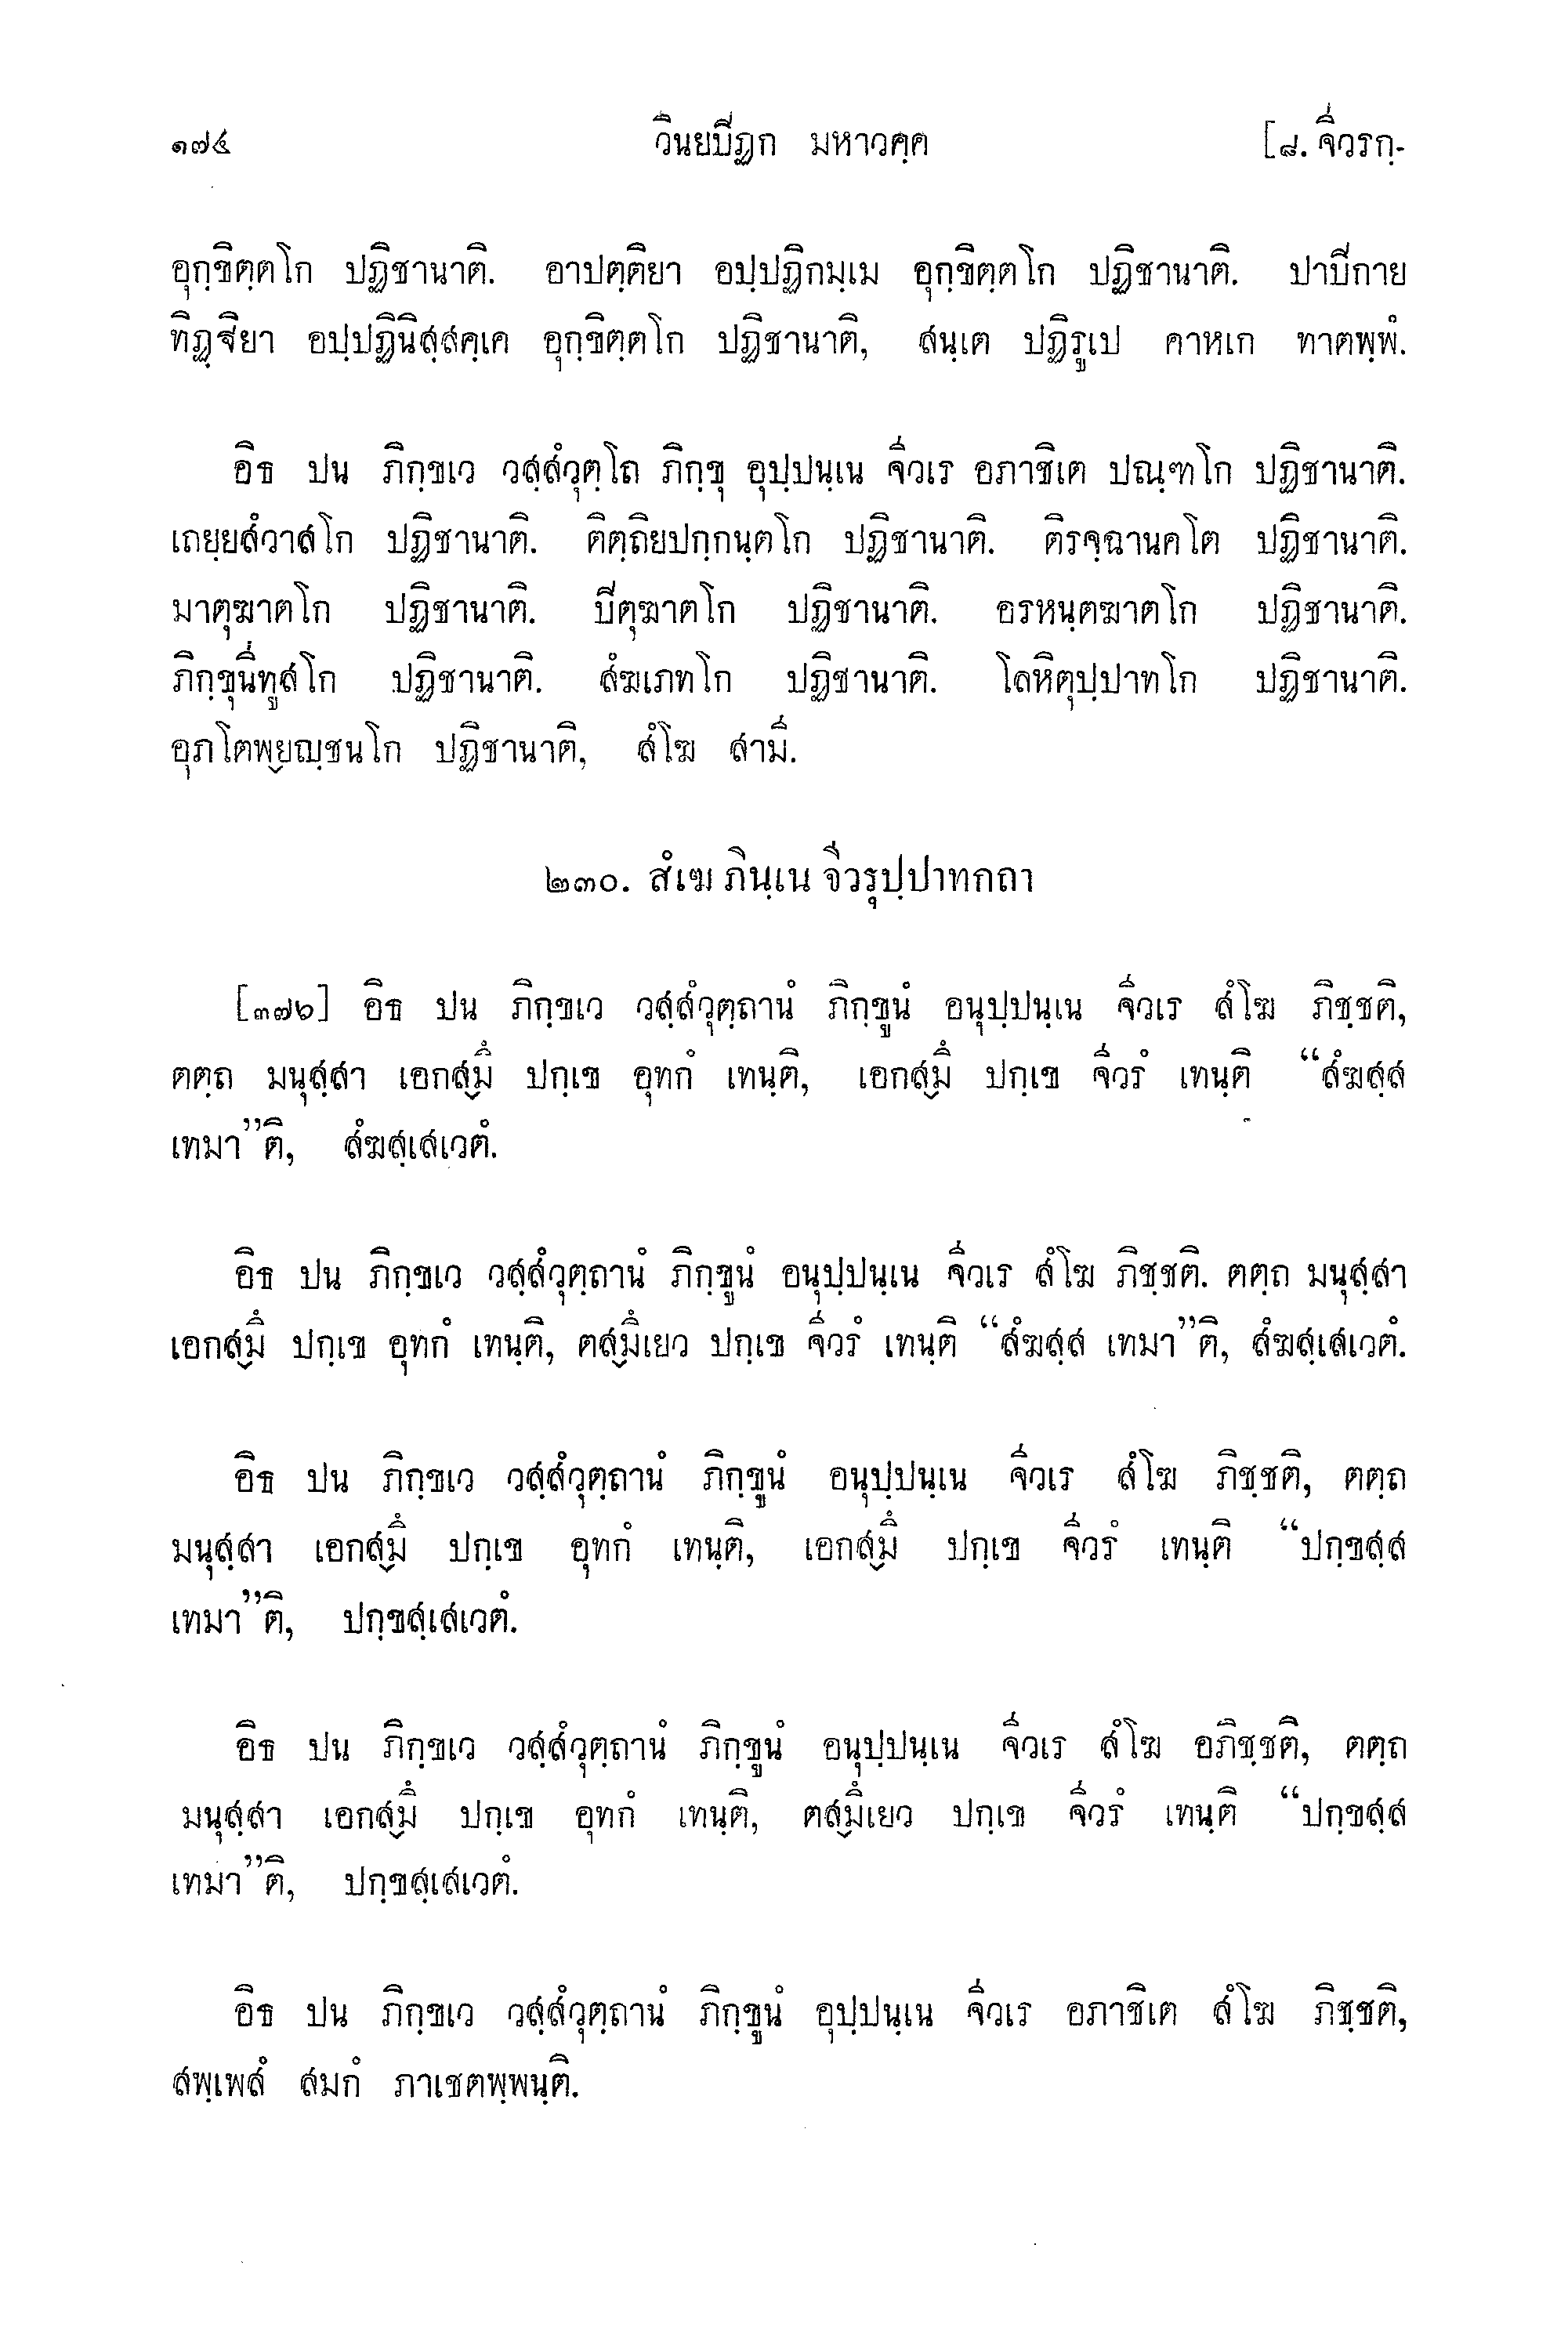 ๑๗๔ วินยปิฏก มหาวคฺค [๘. จีวรกฺ-
อุกฺขิตฺตโก ปฏิชานาติ. อาปตฺติยา อปฺปฏิกมฺเม อุกฺขิตฺตโก ปฏิชานาติ. ปาปิกาย
ทิฏฺฐิยา อปฺปฏินิสฺสคฺเค อุกฺขิตฺตโก ปฏิชานาติ, สนฺเต ปฏิรูเป คาหเก ทาตพฺพํ.
อิธ ปน ภิกฺขเว วสฺสํวุตฺโถ ภิกฺขุ อุปฺปนฺเน จีวเร อภาชิเต ปณฺฑโก ปฏิชานาติ.
เถยฺยสํวาสโก ปฏิชานาติ. ติตฺถิยปกฺกนฺตโก ปฏิชานาติ. ติรจฺฉานคโต ปฏิชานาติ.
มาตุฆาตโก ปฏิชานาติ. ปิตุฆาตโก ปฏิชานาติ. อรหนฺตฆาตโก ปฏิชานาติ.
ภิกฺขุนีทูสโก ปฏิชานาติ. สํฆเภทโก ปฏิชานาติ. โลหิตุปฺปาทโก ปฏิชานาติ.
อุภโตพฺยญฺชนโก ปฏิชานาติ, สํโฆ สามี.
๒๓๐. สํเฆ ภินฺเน จีวรุปฺปาทกถา
[๓๗๖] อิธ ปน ภิกฺขเว วสฺสํวุตฺถานํ ภิกฺขูนํ อนุปฺปนฺเน จีวเร สํโฆ ภิชฺชติ,
ตตฺถ มนุสฺสา เอกสฺมึ ปกฺเข อุทกํ เทนฺติ, เอกสฺมึ ปกฺเข จีวรํ เทนฺติ “สํฆสฺส
เทมา”ติ, สํฆสฺเสเวตํ.
อิธ ปน ภิกฺขเว วสฺสํวุตฺถานํ ภิกฺขูนํ อนุปฺปนฺเน จีวเร สํโฆ ภิชฺชติ. ตตฺถ มนุสฺสา
เอกสฺมึ ปกฺเข อุทกํ เทนฺติ, ตสฺมึเยว ปกฺเข จีวรํ เทนฺติ “สํฆสฺส เทมา”ติ, สํฆสฺเสเวตํ.
อิธ ปน ภิกฺขเว วสฺสํวุตฺถานํ ภิกฺขูนํ อนุปฺปนฺเน จีวเร สํโฆ ภิชฺชติ, ตตฺถ
มนุสฺสา เอกสฺมึ ปกฺเข อุทกํ เทนฺติ, เอกสฺมึ ปกฺเข จีวรํ เทนฺติ “ปกฺขสฺส
เทมา”ติ, ปกฺขสฺเสเวตํ.
อิธ ปน ภิกฺขเว วสฺสํวุตฺถานํ ภิกฺขูนํ อนุปฺปนฺเน จีวเร สํโฆ อภิชฺชติ, ตตฺถ
มนุสฺสา เอกสฺมึ ปกฺเข อุทกํ เทนฺติ, ตสฺมึเยว ปกฺเข จีวรํ เทนฺติ “ปกฺขสฺส
เทมา”ติ, ปกฺขสฺเสเวตํ.
อิธ ปน ภิกฺขเว วสฺสํวุตฺถานํ ภิกฺขูนํ อุปฺปนฺเน จีวเร อภาชิเต สํโฆ ภิชฺชติ,
สพฺเพสํ สมกํ ภาเชตพฺพนฺติ.